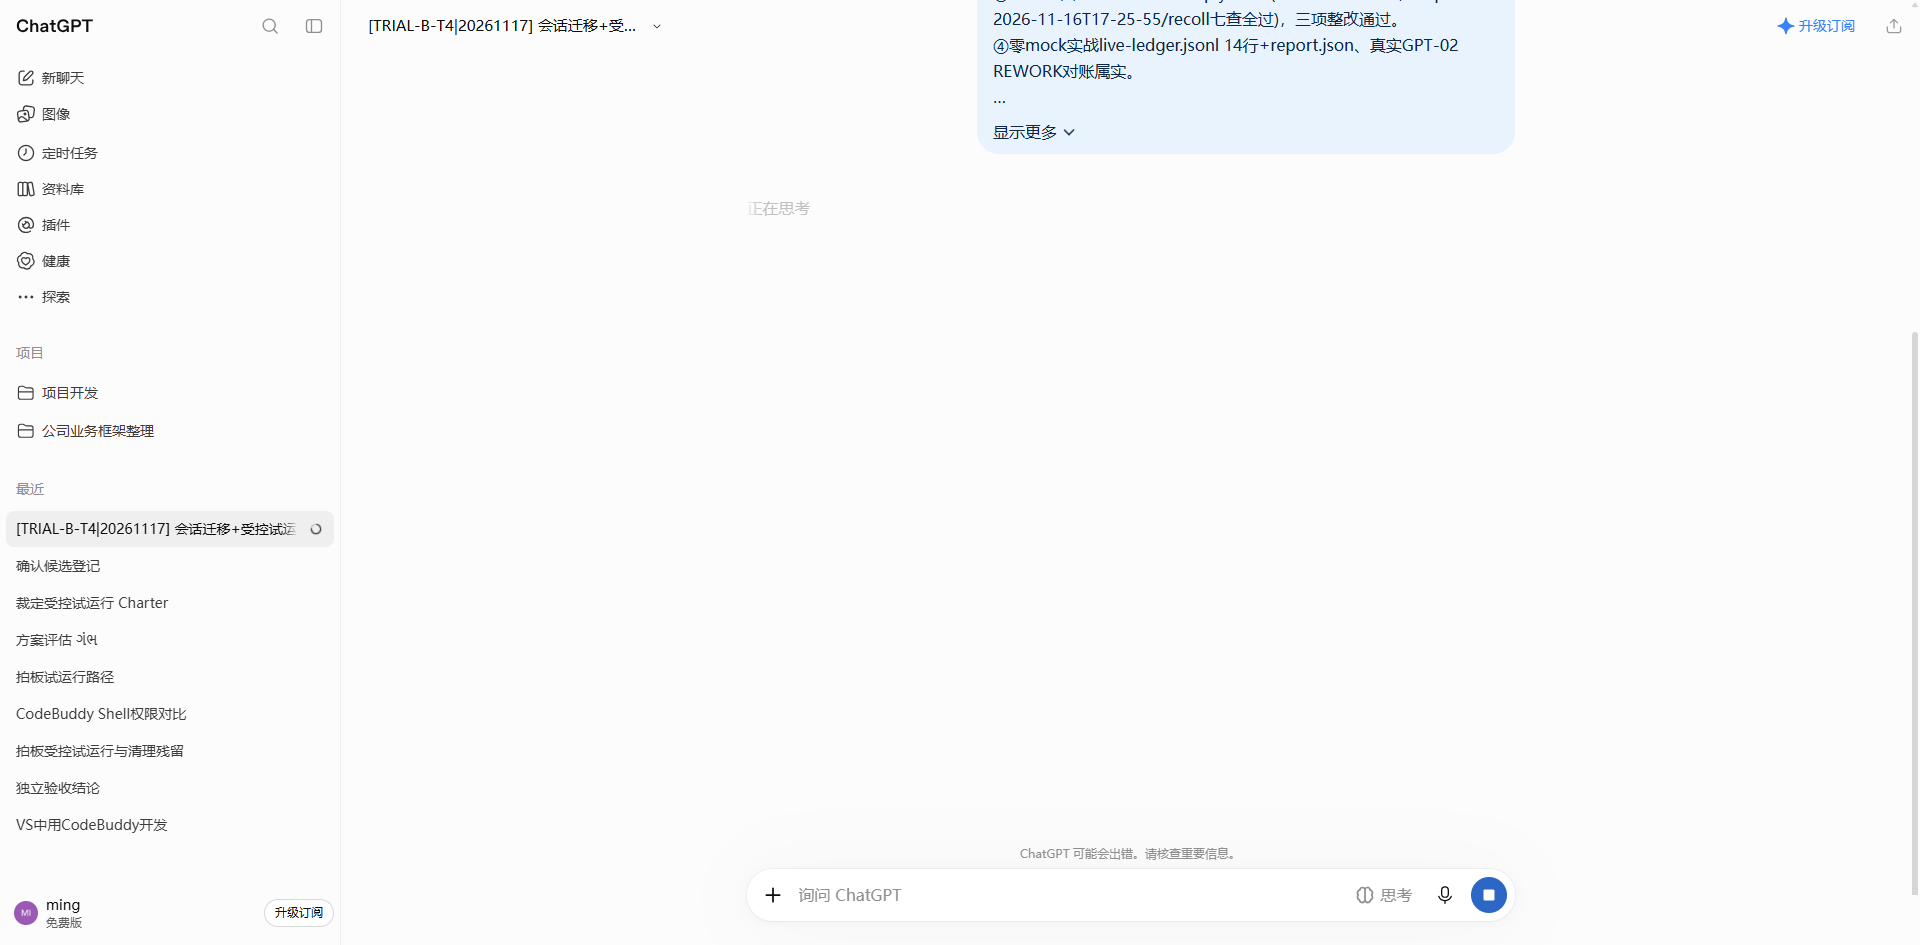 ChatGPT
新聊天
图像
定时任务
资料库
插件
健康
探索
项目
项目开发
公司业务框架整理
最近
[TRIAL-B-T4|20261117] 会话迁移+受控试运
确认候选登记
裁定受控试运行 Charter
方案评估
拍板试运行路径
CodeBuddy Shell权限对比
拍板受控试运行与清理残留
独立验收结论
VS中用CodeBuddy开发
MI
ming
免费版
升级订阅
[TRIAL-B-T4|20261117] 会话迁移+受...
升级订阅
2026-11-16T17-25-55/recoll七查全过)，三项整改通过。
④零mock实战live-ledger.jsonl 14行+report.json、真实GPT-02
REWORK对账属实。
...
显示更多
正在思考
ChatGPT 可能会出错。请核查重要信息。
询问 ChatGPT
思考